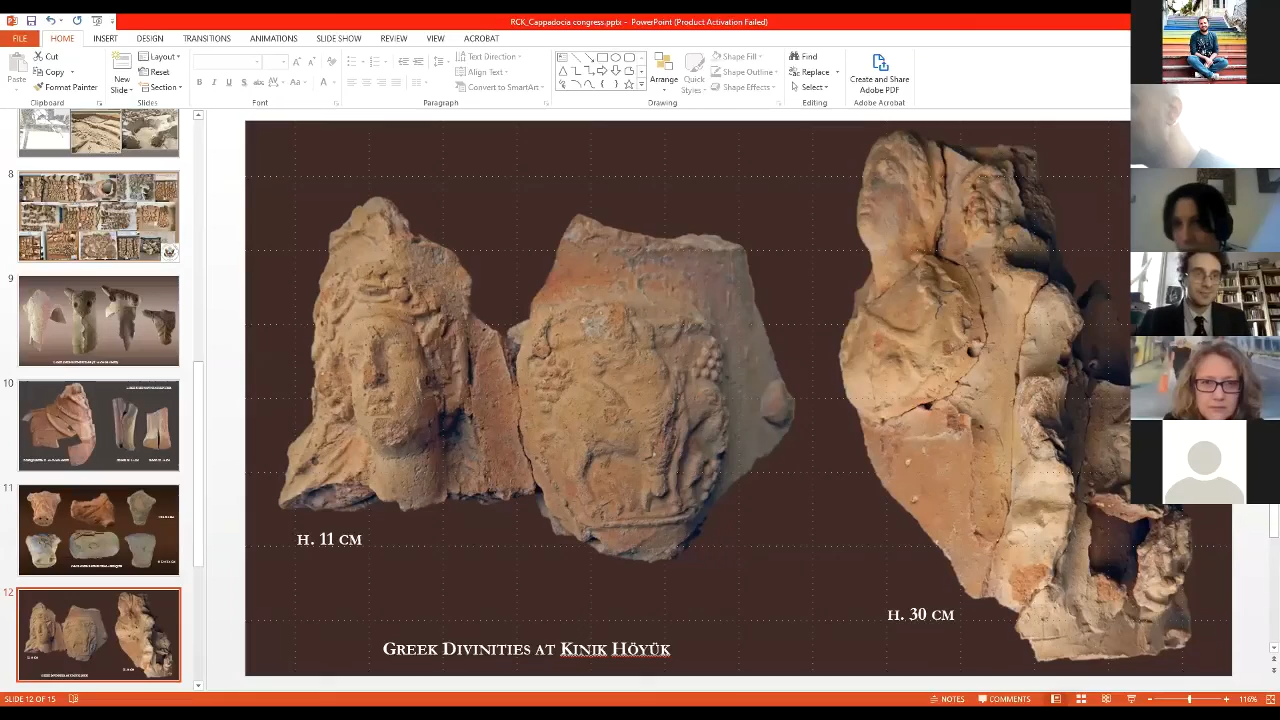 RCK_Cappadocia congress.pptx - PowerPoint (Product Activation Failed)
FILE HOME INSERT DESIGN TRANSITIONS ANIMATIONS SLIDE SHOW REVIEW VIEW ACROBAT
Paste
Cut
Copy
Format Painter
Clipboard
New
Slide
Layout
Reset
Section
Slides
B I U S abc AV Aa A
Font
Text Direction
Align Text
Convert to SmartArt
Paragraph
Arrange
Quick
Styles
Shape Fill
Shape Outline
Shape Effects
Drawing
Find
Replace
Select
Editing
Create and Share
Adobe PDF
Adobe Acrobat
8
9
10
11
12
H. 11 CM
H. 30 CM
GREEK DIVINITIES AT KINIK HÖYÜK
SLIDE 12 OF 15
NOTES
COMMENTS
116%